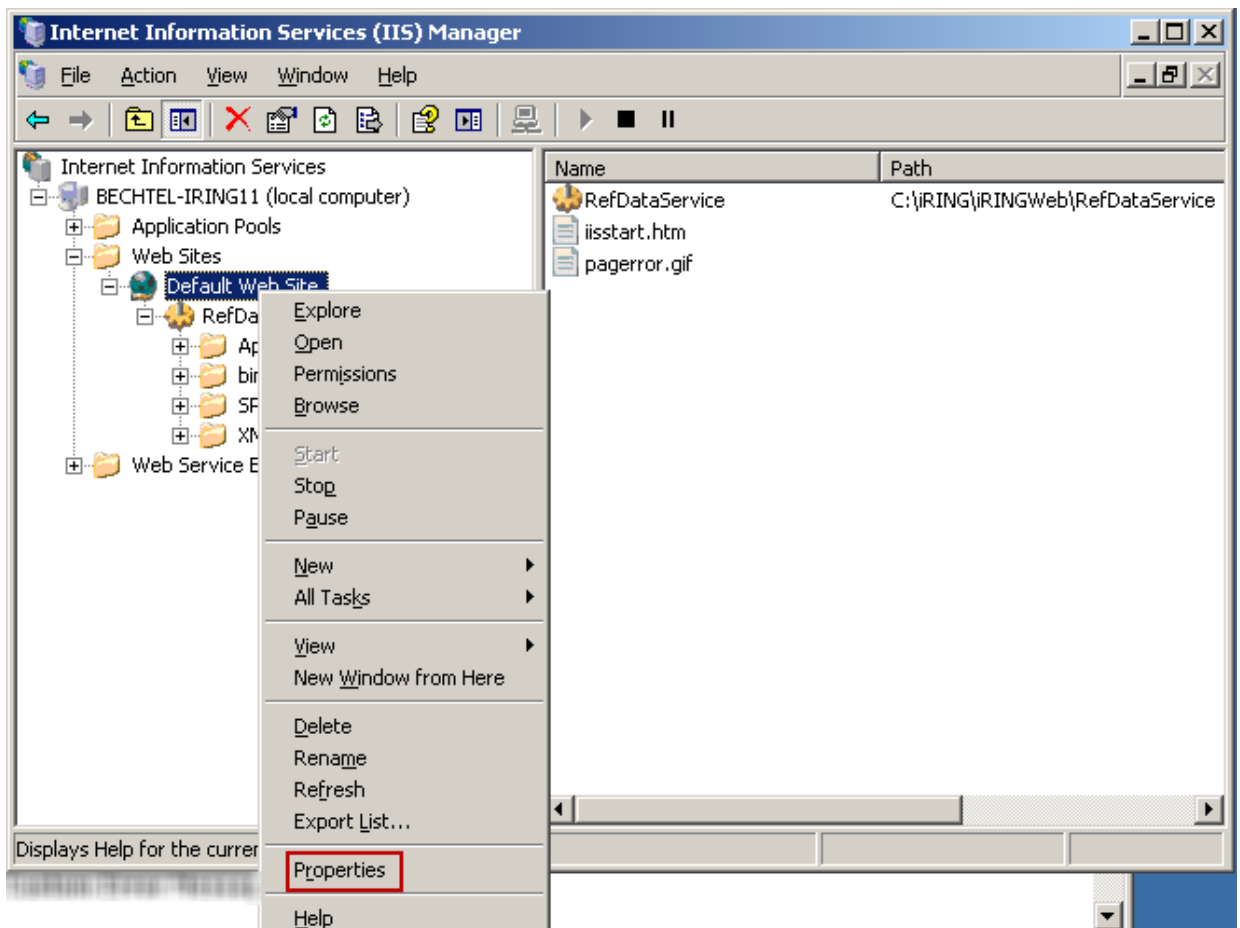 Internet Information Services (IIS) Manager
File Action View Window Help
Internet Information Services
BECHTEL-IRING11 (local computer)
Application Pools
Web Sites
Default Web Site
RefDa
Ap
bin
SP
XM
Web Service E
Name Path
RefDataService C:\iRING\iRINGWeb\RefDataService
iisstart.htm
pagerror.gif
Explore
Open
Permissions
Browse
Start
Stop
Pause
New
All Tasks
View
New Window from Here
Delete
Rename
Refresh
Export List...
Properties
Help
Displays Help for the curren